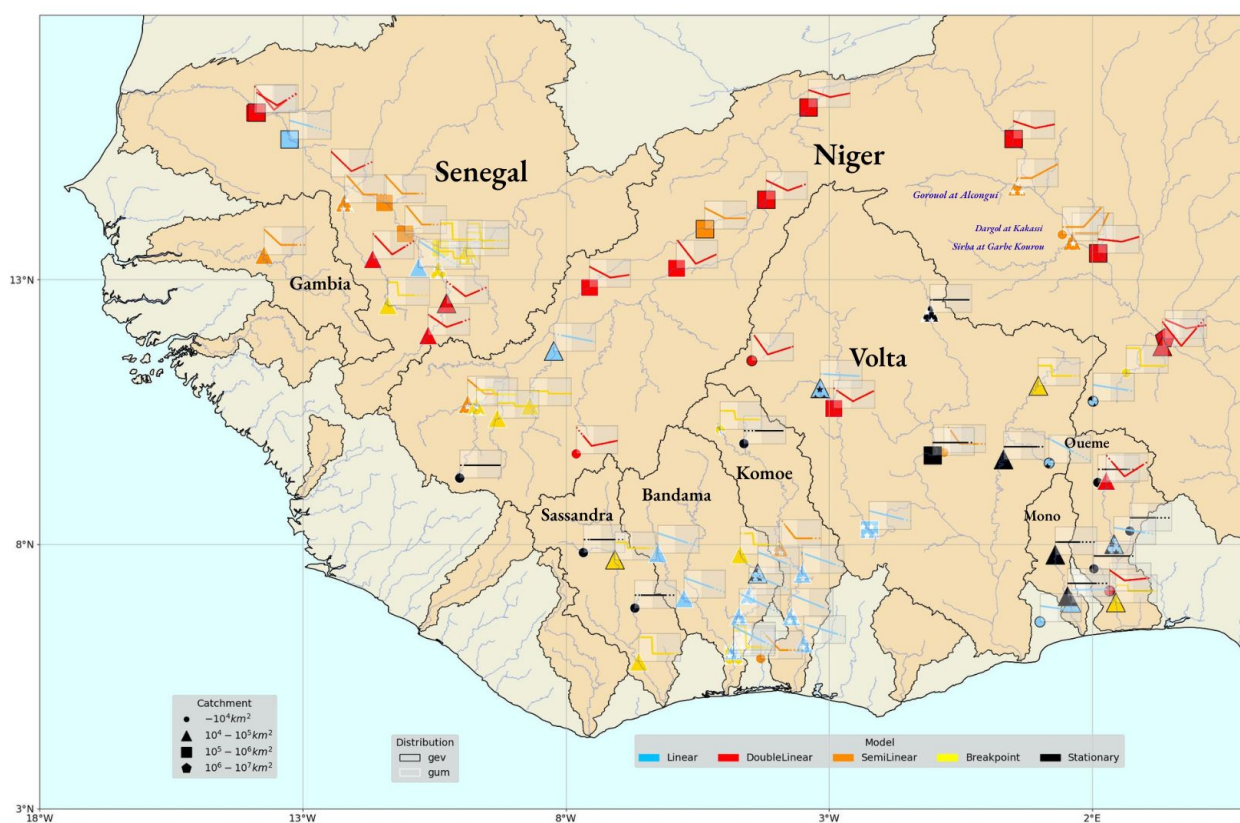 Senegal
Niger
Gorouol at Alcongui
Dargol at Kakassi
Sirba at Garbe Kourou
13°N
Gambia
Volta
Oueme
Komoe
Bandama
Sassandra
Mono
8°N
Catchment
−10⁴km²
10⁴ − 10⁵km²
10⁵ − 10⁶km²
10⁶ − 10⁷km²
Distribution
gev
gum
Model
Linear DoubleLinear SemiLinear Breakpoint Stationary
3°N
18°W 13°W 8°W 3°W 2°E